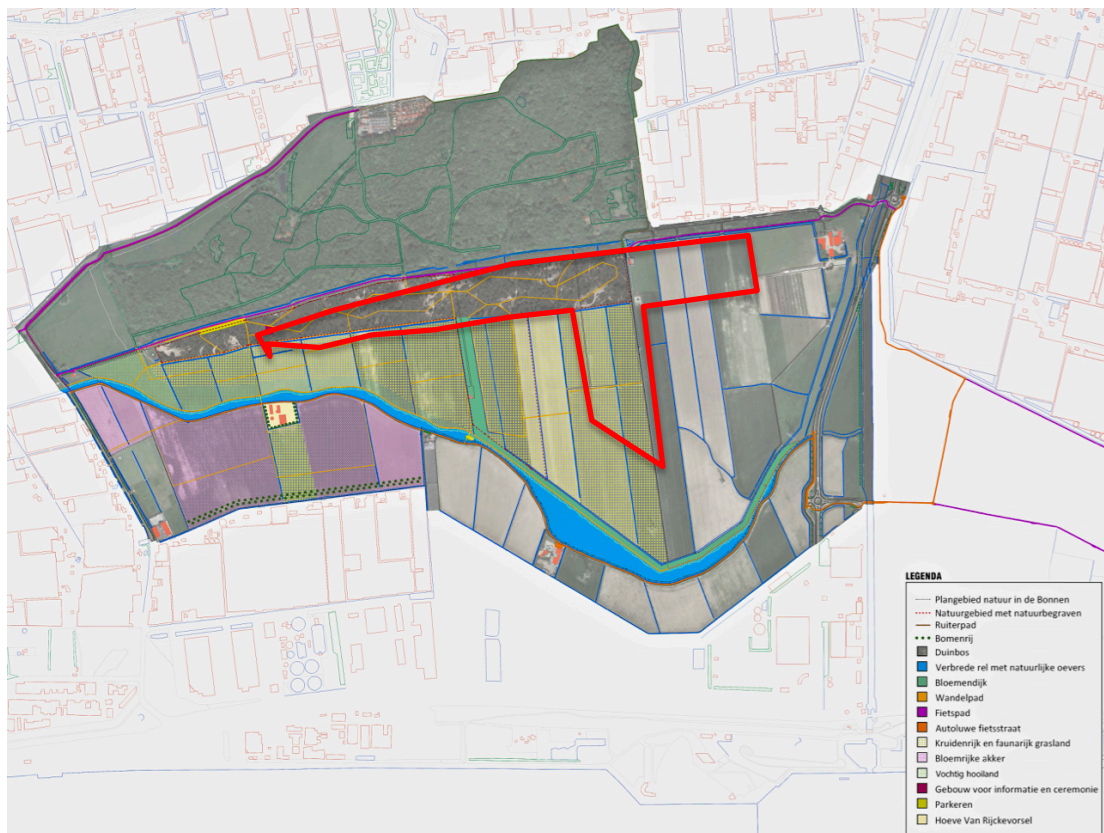 LEGENDA
Plangebied natuur in de Bonnen
Natuurgebied met natuurbegraven
Ruiterpad
Bomenrij
Duinbos
Verbrede rel met natuurlijke oevers
Bloemendijk
Wandelpad
Fietspad
Autoluwe fietsstraat
Kruidenrijk en faunarijk grasland
Bloemrijke akker
Vochtig hooiland
Gebouw voor informatie en ceremonie
Parkeren
Hoeve Van Rijckevorsel